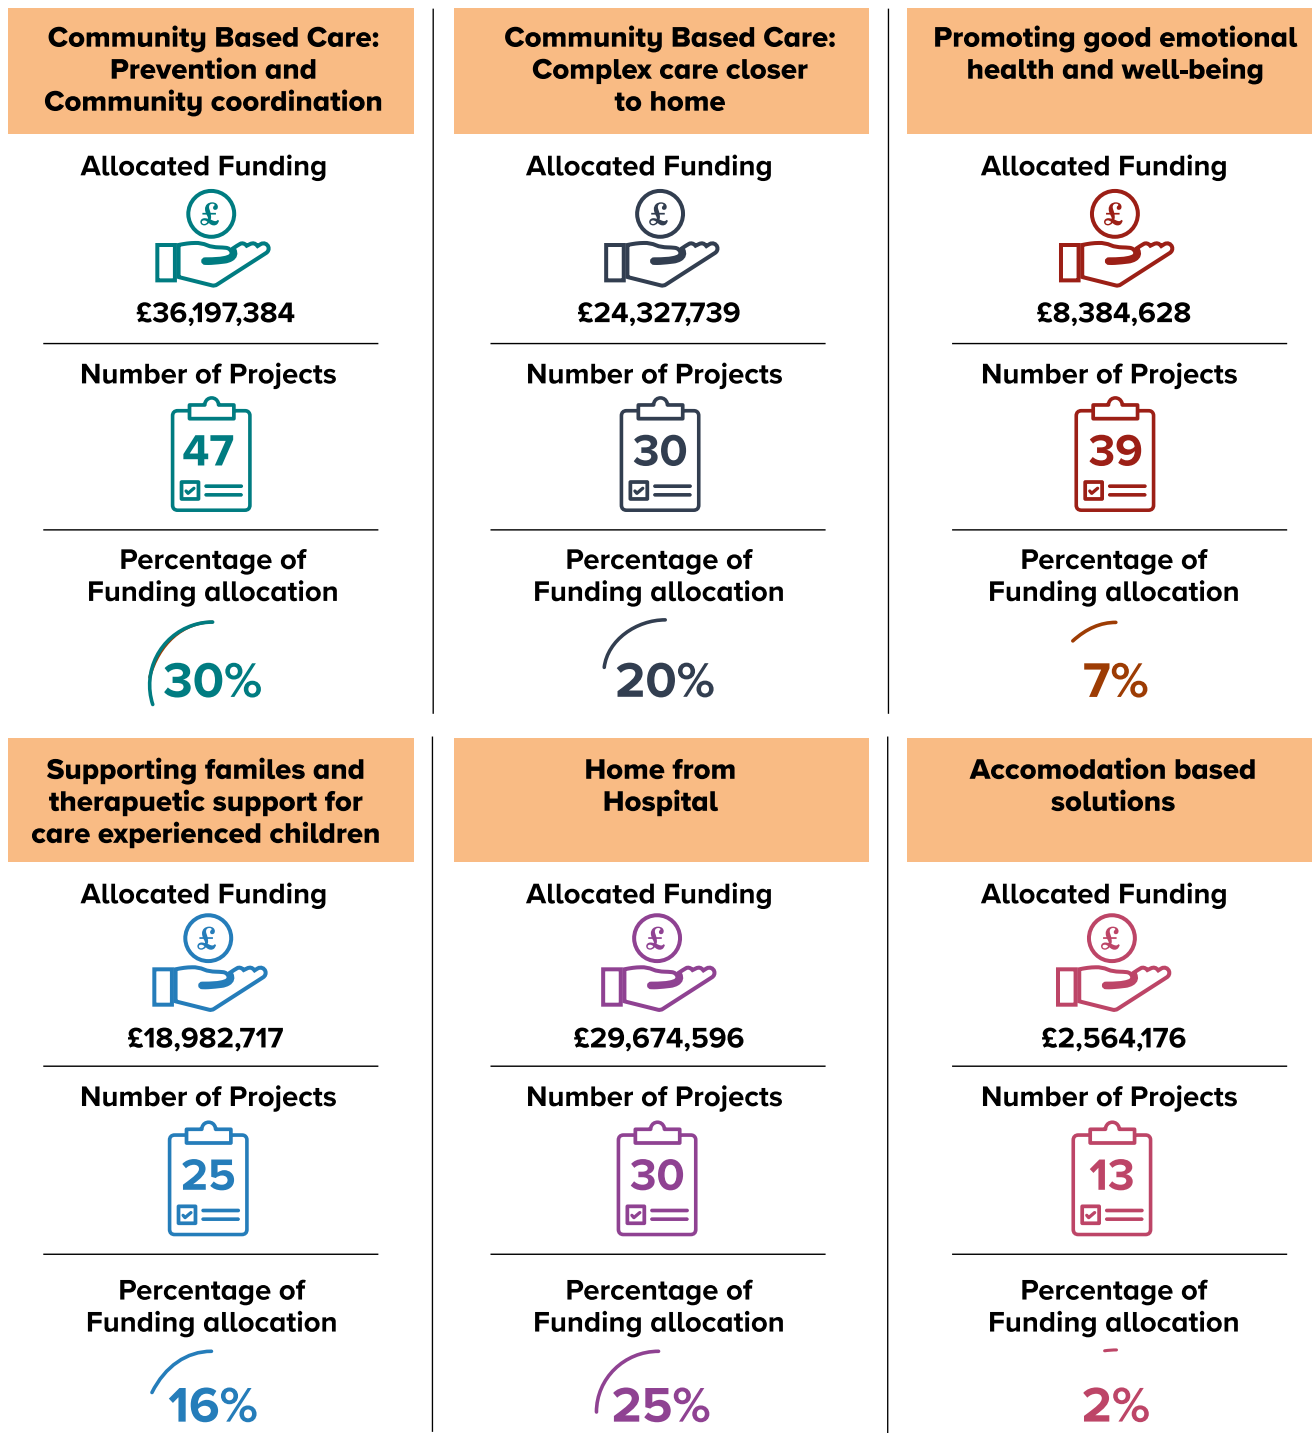 Community Based Care:
Prevention and
Community coordination
Allocated Funding
£
£36,197,384
Number of Projects
47
Percentage of
Funding allocation
30%
Community Based Care:
Complex care closer
to home
Allocated Funding
£
£24,327,739
Number of Projects
30
Percentage of
Funding allocation
20%
Promoting good emotional
health and well-being
Allocated Funding
£
£8,384,628
Number of Projects
39
Percentage of
Funding allocation
7%
Supporting familes and
therapuetic support for
care experienced children
Allocated Funding
£
£18,982,717
Number of Projects
25
Percentage of
Funding allocation
16%
Home from
Hospital
Allocated Funding
£
£29,674,596
Number of Projects
30
Percentage of
Funding allocation
25%
Accomodation based
solutions
Allocated Funding
£
£2,564,176
Number of Projects
13
Percentage of
Funding allocation
2%